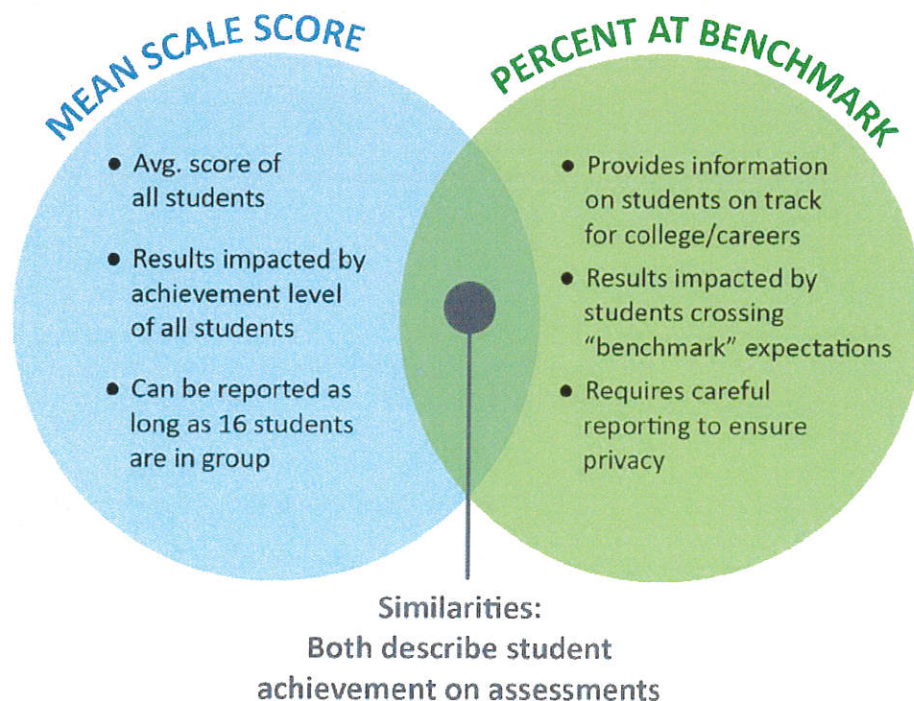 MEAN SCALE SCORE
• Avg. score of
all students
• Results impacted by
achievement level
of all students
• Can be reported as
long as 16 students
are in group
PERCENT AT BENCHMARK
• Provides information
on students on track
for college/careers
• Results impacted by
students crossing
“benchmark” expectations
• Requires careful
reporting to ensure
privacy
Similarities:
Both describe student
achievement on assessments